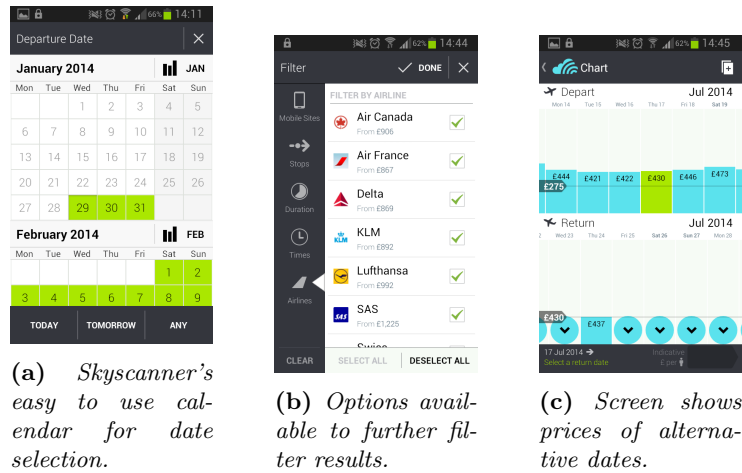 66% 14:11
Departure Date
January 2014 JAN
Mon Tue Wed Thu Fri Sat Sun
1 2 3 4 5
6 7 8 9 10 11 12
13 14 15 16 17 18 19
20 21 22 23 24 25 26
27 28 29 30 31
February 2014 FEB
Mon Tue Wed Thu Fri Sat Sun
1 2
3 4 5 6 7 8 9
TODAY TOMORROW ANY
(a) Skyscanner's
easy to use cal-
endar for date
selection.
62% 14:44
Filter DONE
FILTER BY AIRLINE
Mobile Sites
Stops
Duration
Times
Airlines
Air Canada
From £906
Air France
From £867
Delta
From £869
KLM
KLM
From £892
Lufthansa
From £992
SAS
SAS
From £1,225
CLEAR SELECT ALL DESELECT ALL
(b) Options avail-
able to further fil-
ter results.
62% 14:45
Chart
Depart Jul 2014
Mon 14 Tue 15 Wed 16 Thu 17 Fri 18 Sat 19
£444 £421 £422 £430 £446 £473
£275
Return Jul 2014
2 Wed 23 Thu 24 Fri 25 Sat 26 Sun 27 Mon 28
£430
£437
17 Jul 2014 Indicative
Select a return date £ per
(c) Screen shows
prices of alterna-
tive dates.